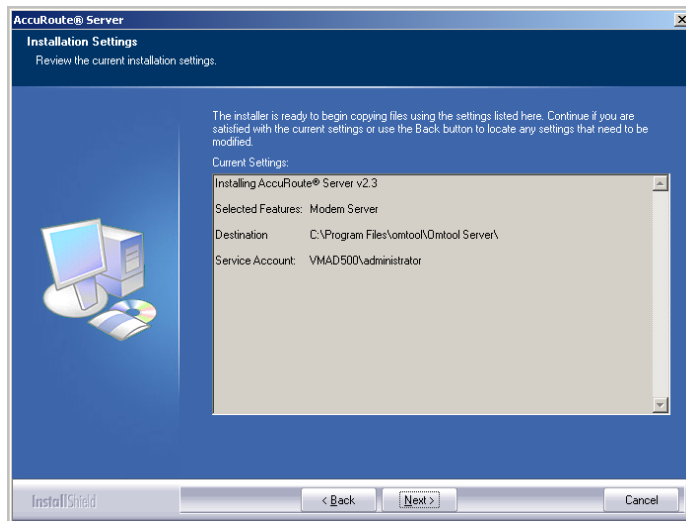 AccuRoute® Server
Installation Settings
Review the current installation settings.
The installer is ready to begin copying files using the settings listed here. Continue if you are
satisfied with the current settings or use the Back button to locate any settings that need to be
modified.
Current Settings:
Installing AccuRoute® Server v2.3
Selected Features: Modem Server
Destination C:\Program Files\omtool\Omtool Server\
Service Account: VMAD500\administrator
InstallShield
< Back Next > Cancel